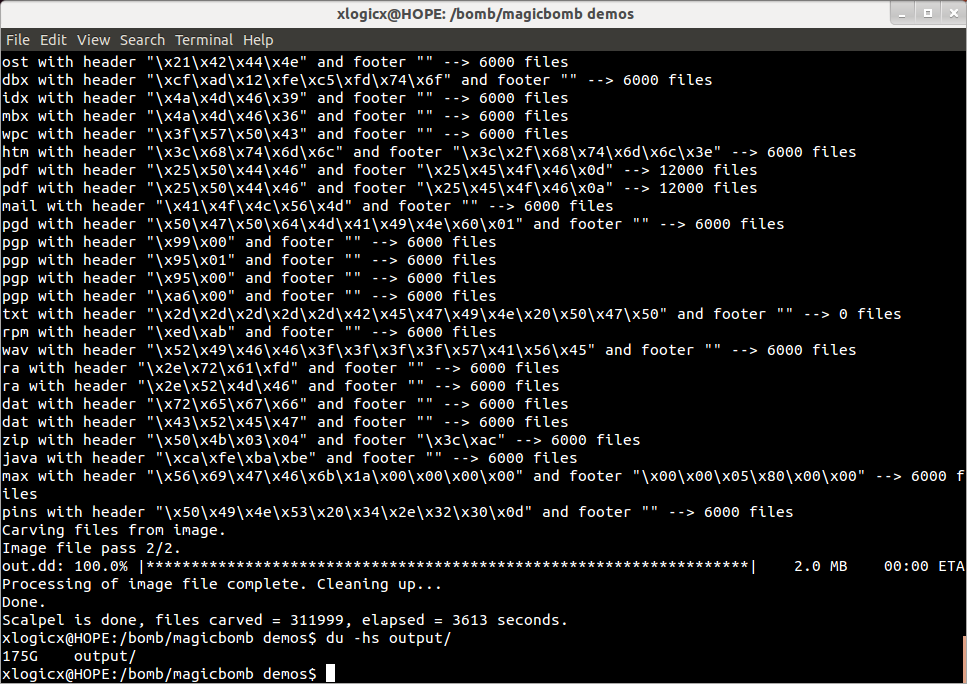 xlogicx@HOPE: /bomb/magicbomb demos
File Edit View Search Terminal Help
ost with header "\x21\x42\x44\x4e" and footer "" --> 6000 files
dbx with header "\xcf\xad\x12\xfe\xc5\xfd\x74\x6f" and footer "" --> 6000 files
idx with header "\x4a\x4d\x46\x39" and footer "" --> 6000 files
mbx with header "\x4a\x4d\x46\x36" and footer "" --> 6000 files
wpc with header "\x3f\x57\x50\x43" and footer "" --> 6000 files
htm with header "\x3c\x68\x74\x6d\x6c" and footer "\x3c\x2f\x68\x74\x6d\x6c\x3e" --> 6000 files
pdf with header "\x25\x50\x44\x46" and footer "\x25\x45\x4f\x46\x0d" --> 12000 files
pdf with header "\x25\x50\x44\x46" and footer "\x25\x45\x4f\x46\x0a" --> 12000 files
mail with header "\x41\x4f\x4c\x56\x4d" and footer "" --> 6000 files
pgd with header "\x50\x47\x50\x64\x4d\x41\x49\x4e\x60\x01" and footer "" --> 6000 files
pgp with header "\x99\x00" and footer "" --> 6000 files
pgp with header "\x95\x01" and footer "" --> 6000 files
pgp with header "\x95\x00" and footer "" --> 6000 files
pgp with header "\xa6\x00" and footer "" --> 6000 files
txt with header "\x2d\x2d\x2d\x2d\x2d\x42\x45\x47\x49\x4e\x20\x50\x47\x50" and footer "" --> 0 files
rpm with header "\xed\xab" and footer "" --> 6000 files
wav with header "\x52\x49\x46\x46\x3f\x3f\x3f\x3f\x57\x41\x56\x45" and footer "" --> 6000 files
ra with header "\x2e\x72\x61\xfd" and footer "" --> 6000 files
ra with header "\x2e\x52\x4d\x46" and footer "" --> 6000 files
dat with header "\x72\x65\x67\x66" and footer "" --> 6000 files
dat with header "\x43\x52\x45\x47" and footer "" --> 6000 files
zip with header "\x50\x4b\x03\x04" and footer "\x3c\xac" --> 6000 files
java with header "\xca\xfe\xba\xbe" and footer "" --> 6000 files
max with header "\x56\x69\x47\x46\x6b\x1a\x00\x00\x00\x00" and footer "\x00\x00\x05\x80\x00\x00" --> 6000 f
iles
pins with header "\x50\x49\x4e\x53\x20\x34\x2e\x32\x30\x0d" and footer "" --> 6000 files
Carving files from image.
Image file pass 2/2.
out.dd: 100.0% |*******************************************************************| 2.0 MB 00:00 ETA
Processing of image file complete. Cleaning up...
Done.
Scalpel is done, files carved = 311999, elapsed = 3613 seconds.
xlogicx@HOPE:/bomb/magicbomb demos$ du -hs output/
175G output/
xlogicx@HOPE:/bomb/magicbomb demos$